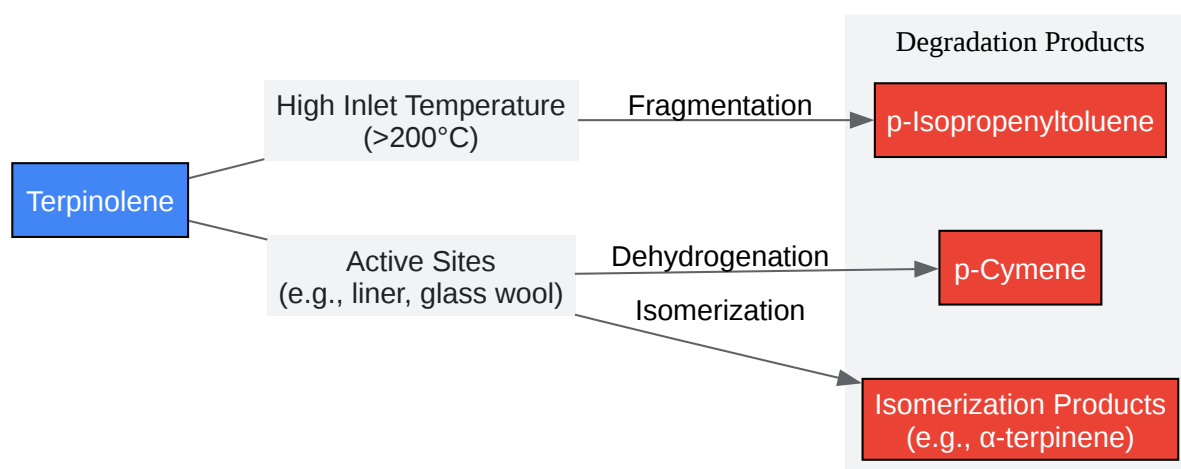 Degradation Products
High Inlet Temperature
(>200°C)
Fragmentation
p-Isopropenyltoluene
Terpinolene
Active Sites
(e.g., liner, glass wool)
Dehydrogenation
p-Cymene
Isomerization
Isomerization Products
(e.g., α-terpinene)